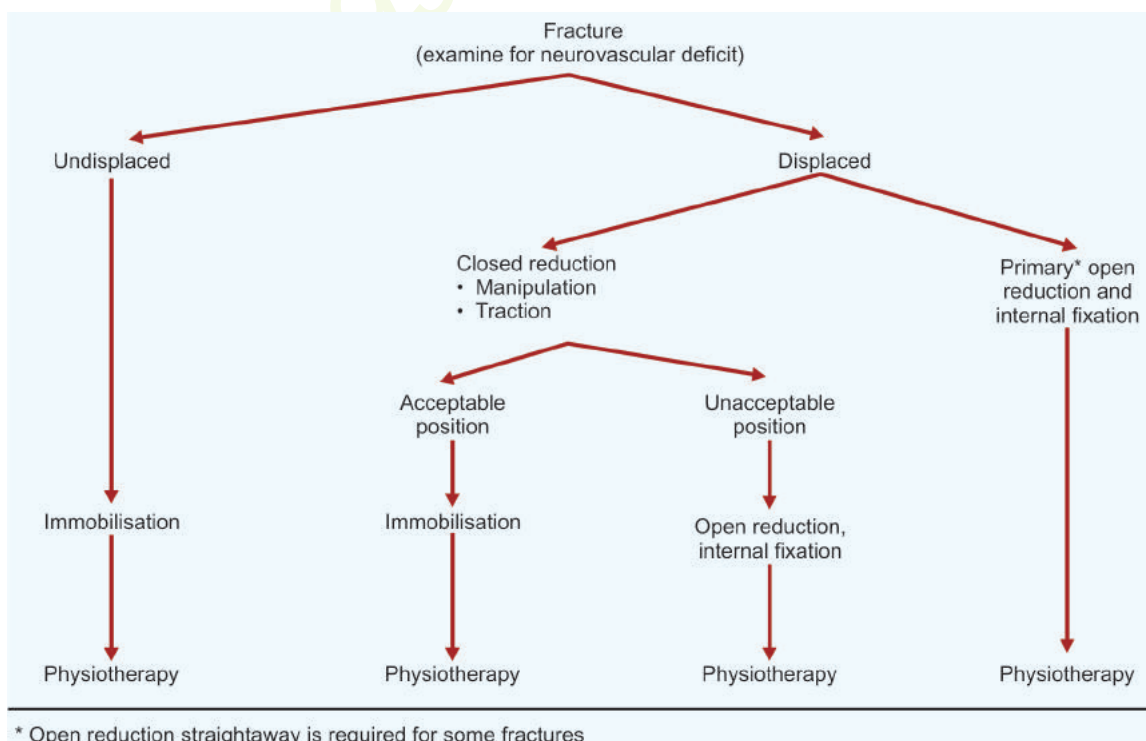 Fracture
(examine for neurovascular deficit)
Undisplaced
Displaced
Closed reduction
• Manipulation
• Traction
Primary* open
reduction and
internal fixation
Acceptable
position
Unacceptable
position
Immobilisation
Immobilisation
Open reduction,
internal fixation
Physiotherapy
Physiotherapy
Physiotherapy
Physiotherapy
* Open reduction straightaway is required for some fractures